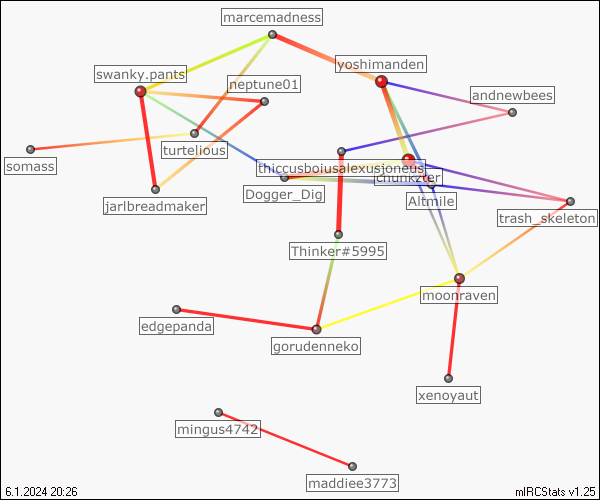 marcemadness
yoshimanden
swanky.pants
neptune01
andnewbees
turtelious
somass
thiccusboiusalexusjoneus
chunkzter
Dogger_Dig
Altmile
jarlbreadmaker
trash_skeleton
Thinker#5995
moonraven
edgepanda
gorudenneko
xenoyaut
mingus4742
maddiee3773
6.1.2024 20:26
mIRCStats v1.25